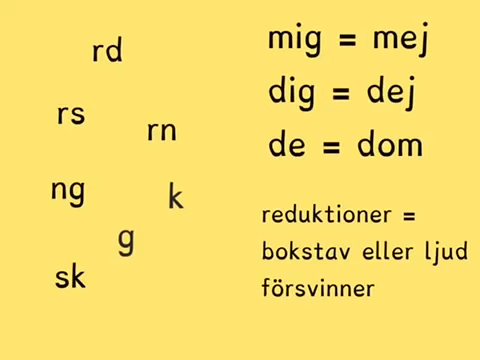 rd
rs
rn
ng
k
g
sk
mig = mej
dig = dej
de = dom
reduktioner =
bokstav eller ljud
försvinner